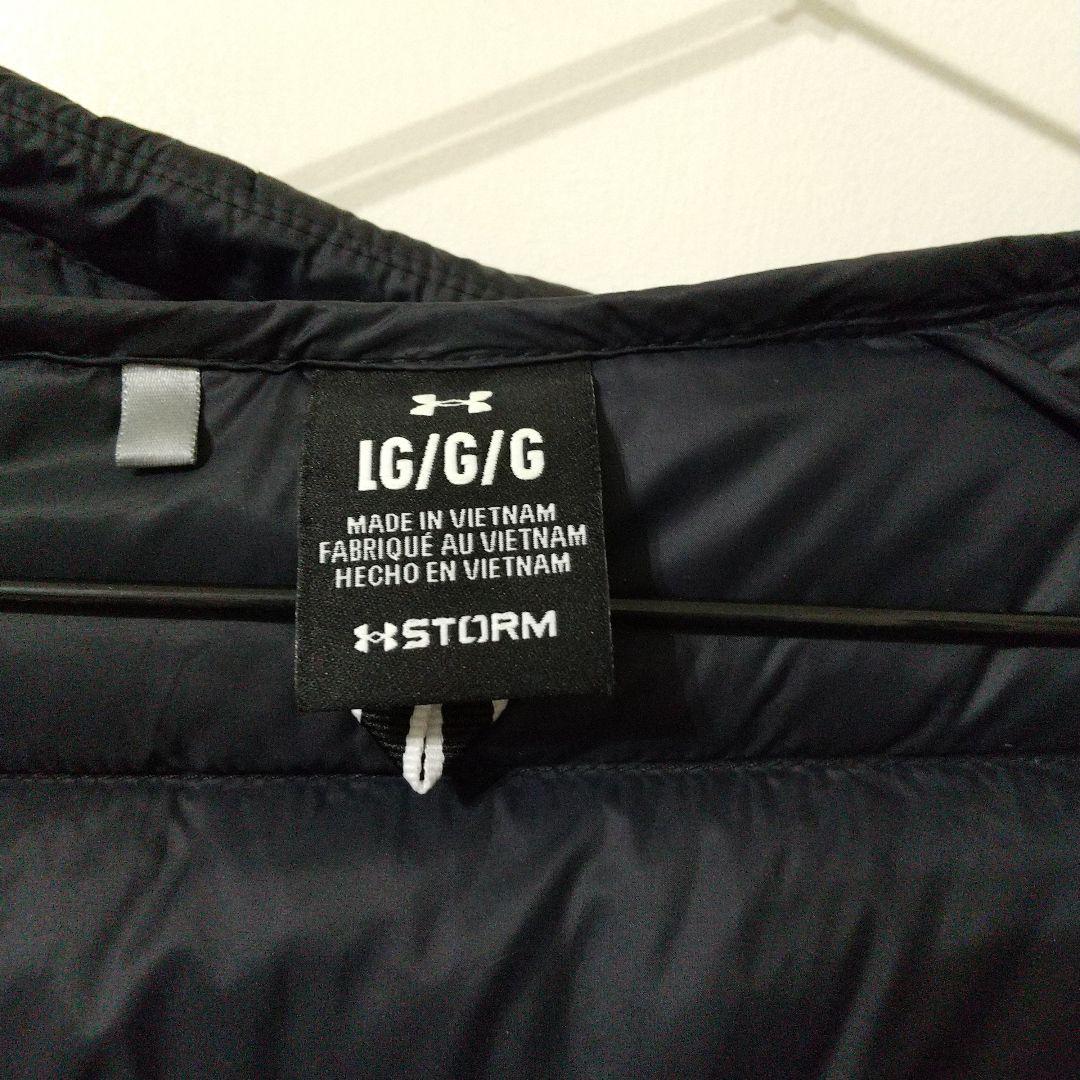 LG/G/G
MADE IN VIETNAM
FABRIQUÉ AU VIETNAM
HECHO EN VIETNAM
STORM